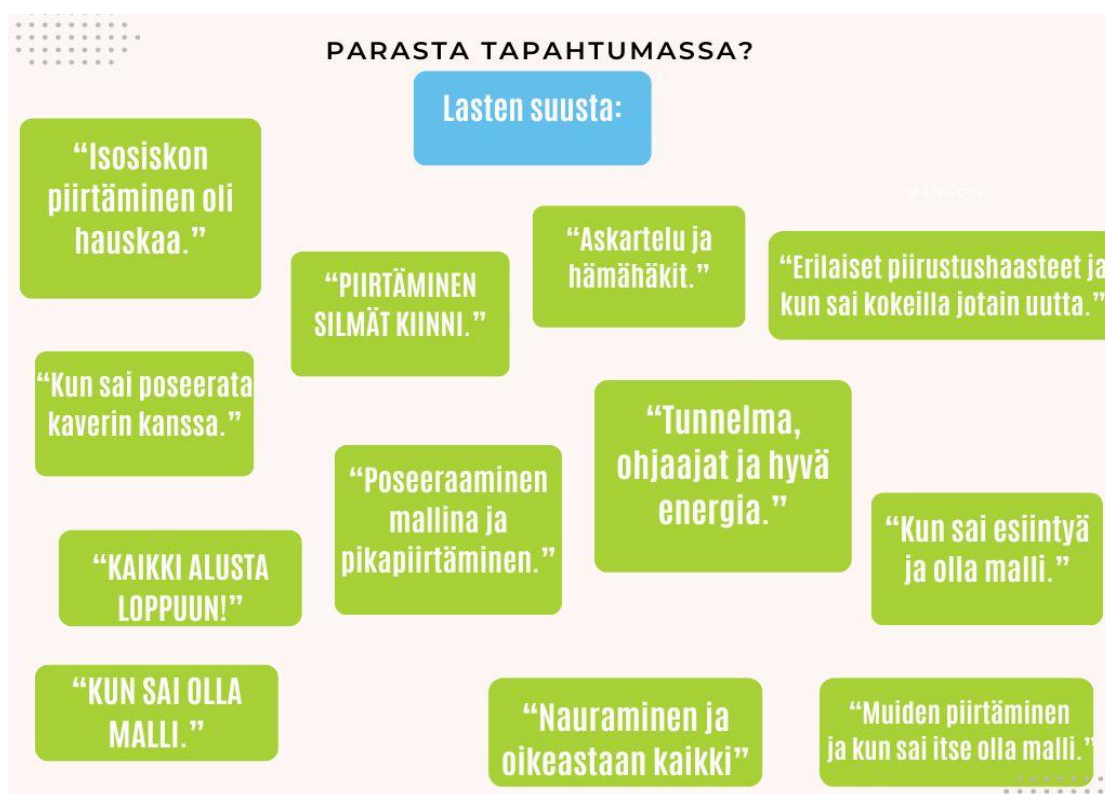 PARASTA TAPAHTUMASSA?
Lasten suusta:
“Isosiskon
piirtäminen oli
hauskaa.”
MANAGER
“Askartelu ja
hämähäkit.”
“Erilaiset piirustushaasteet ja
kun sai kokeilla jotain uutta.”
“PIIRTÄMINEN
SILMÄT KIINNI.”
“Kun sai poseerata
kaverin kanssa.”
“Tunnelma,
ohjaajat ja hyvä
energia.”
“Poseeraaminen
mallina ja
pikapiirtäminen.”
“Kun sai esiintyä
ja olla malli.”
“KAIKKI ALUSTA
LOPPUUN!”
“KUN SAI OLLA
MALLI.”
“Nauraminen ja
oikeastaan kaikki”
“Muiden piirtäminen
ja kun sai itse olla malli.”